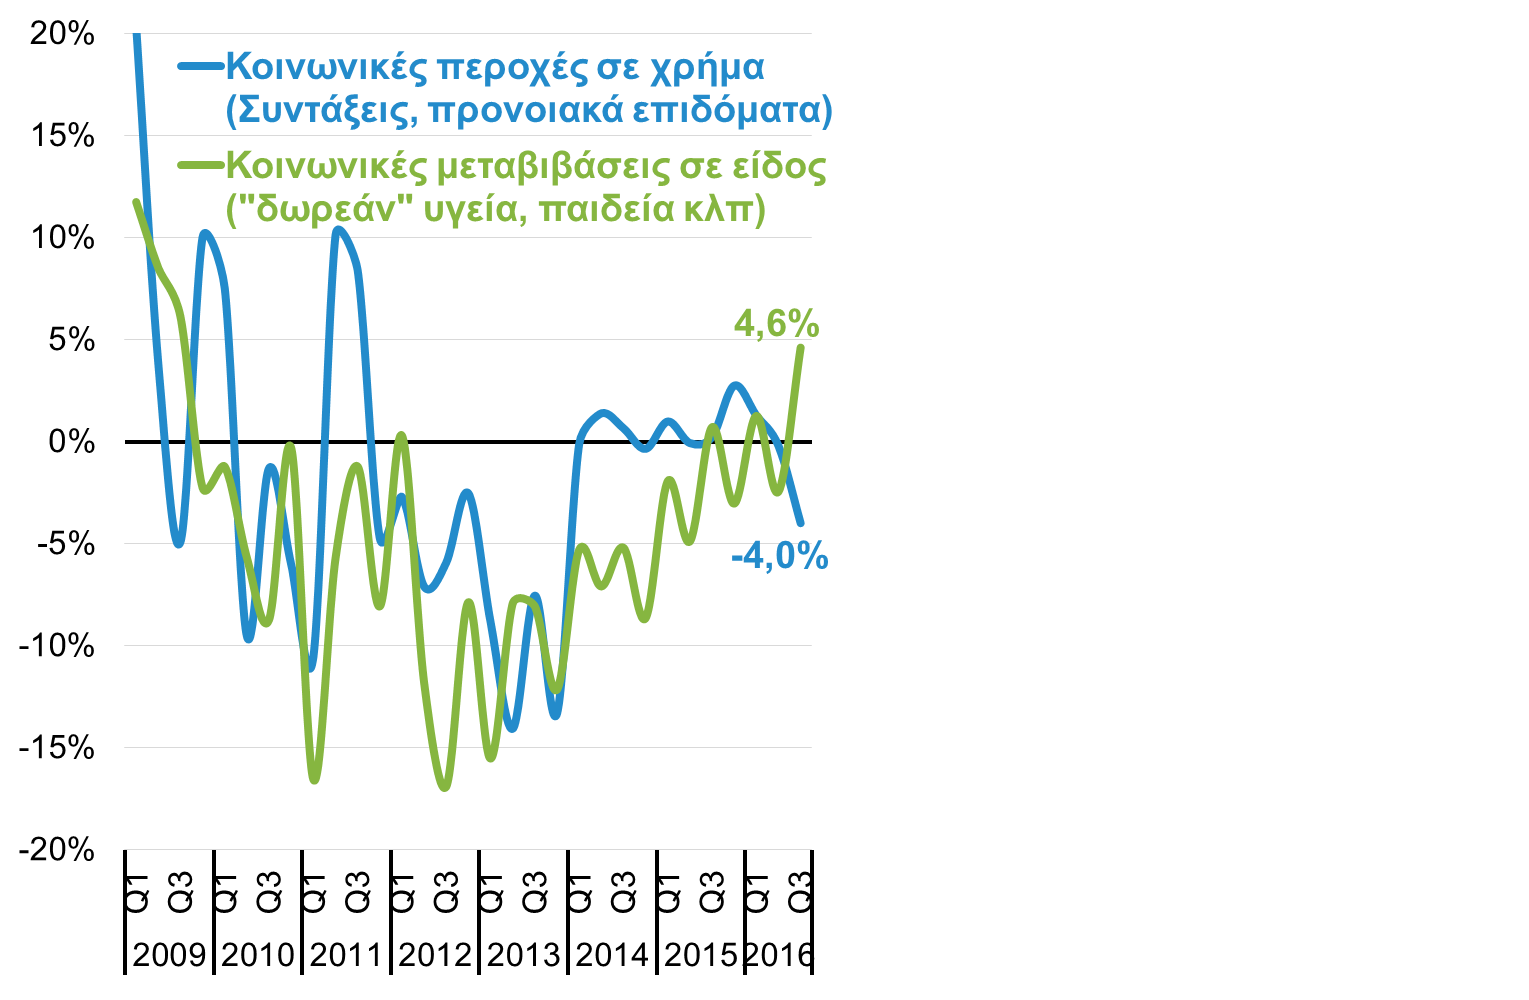 20%
Κοινωνικές περοχές σε χρήμα
(Συντάξεις, προνοιακά επιδόματα)
15%
Κοινωνικές μεταβιβάσεις σε είδος
("δωρεάν" υγεία, παιδεία κλπ)
10%
4,6%
5%
0%
-5%
-4,0%
-10%
-15%
-20%
Q1 Q3 Q1 Q3 Q1 Q3 Q1 Q3 Q1 Q3 Q1 Q3 Q1 Q3 Q1 Q3
2009 2010 2011 2012 2013 2014 2015 2016